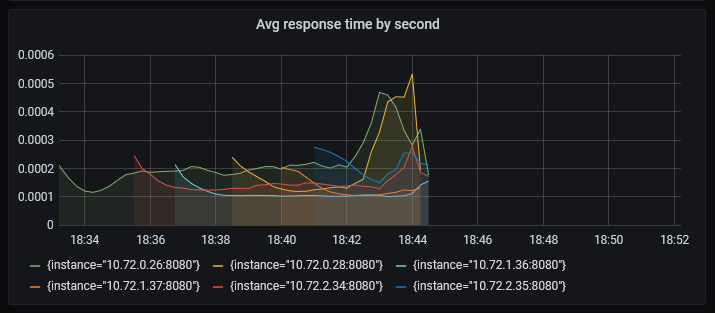 Avg response time by second
0.0006
0.0005
0.0004
0.0003
0.0002
0.0001
0
18:34 18:36 18:38 18:40 18:42 18:44 18:46 18:48 18:50 18:52
{instance="10.72.0.26:8080"} {instance="10.72.0.28:8080"} {instance="10.72.1.36:8080"}
{instance="10.72.1.37:8080"} {instance="10.72.2.34:8080"} {instance="10.72.2.35:8080"}